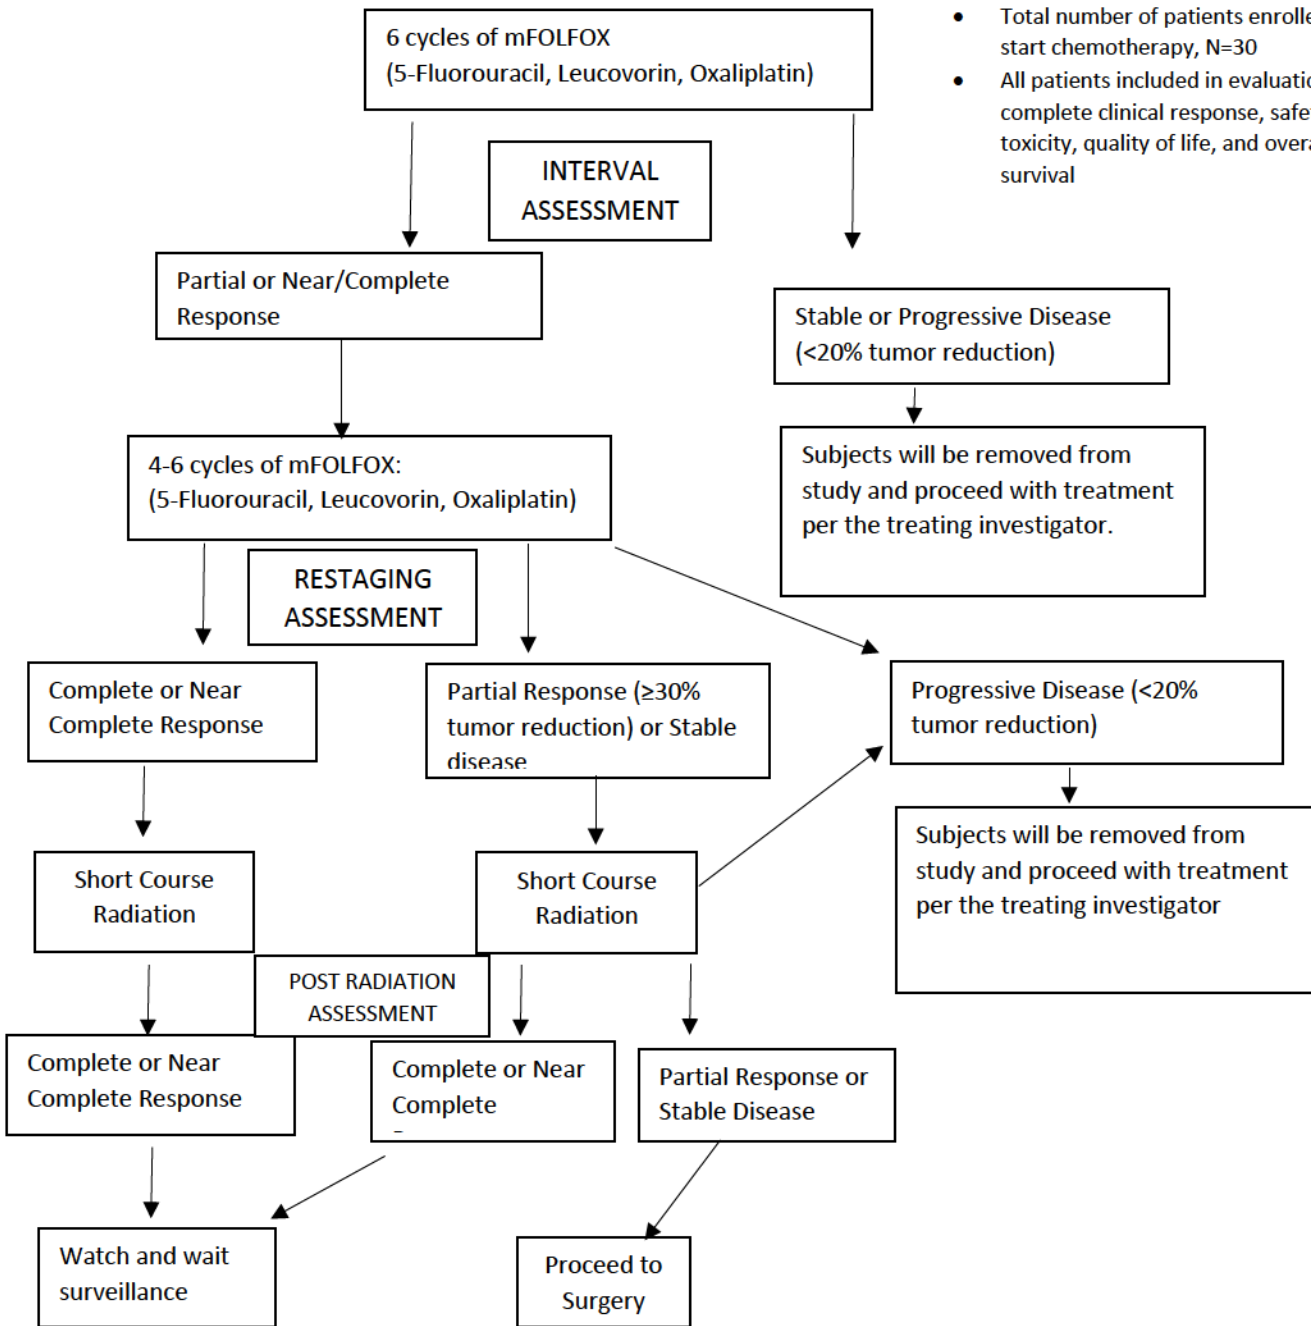 6 cycles of mFOLFOX
(5-Fluorouracil, Leucovorin, Oxaliplatin)
• Total number of patients
start chemotherapy, N=30
• All patients included in
complete clinical response,
toxicity, quality of life, and
survival
INTERVAL
ASSESSMENT
Partial or Near/Complete
Response
Stable or Progressive Disease
(<20% tumor reduction)
4-6 cycles of mFOLFOX:
(5-Fluorouracil, Leucovorin, Oxaliplatin)
Subjects will be removed from
study and proceed with treatment
per the treating investigator.
RESTAGING
ASSESSMENT
Complete or Near
Complete Response
Partial Response (≥30%
tumor reduction) or Stable
disease
Progressive Disease (<20%
tumor reduction)
Short Course
Radiation
Short Course
Radiation
Subjects will be removed from
study and proceed with treatment
per the treating investigator
POST RADIATION
ASSESSMENT
Complete or Near
Complete Response
Complete or Near
Complete
Partial Response or
Stable Disease
Watch and wait
surveillance
Proceed to
Surgery